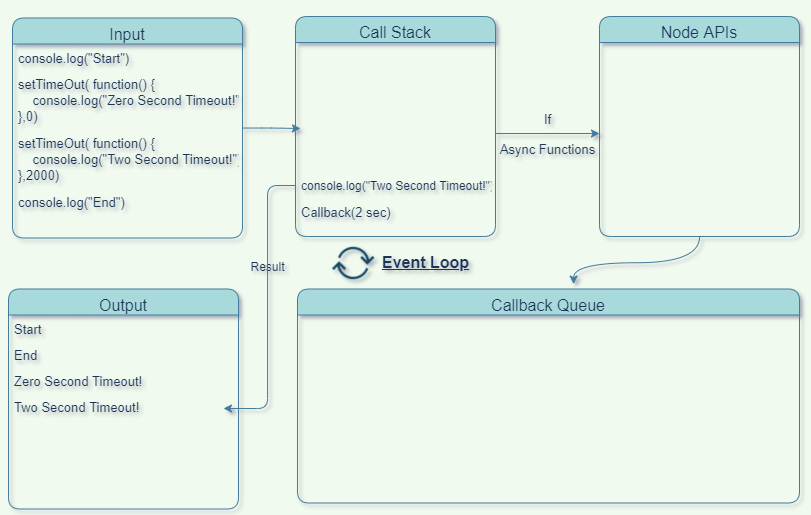 Input
console.log("Start")
setTimeOut( function() {
console.log("Zero Second Timeout!"
},0)
setTimeOut( function() {
console.log("Two Second Timeout!"
},2000)
console.log("End")
Call Stack
console.log("Two Second Timeout!"
Callback(2 sec)
If
Async Functions
Node APIs
Result
Event Loop
Output
Start
End
Zero Second Timeout!
Two Second Timeout!
Callback Queue